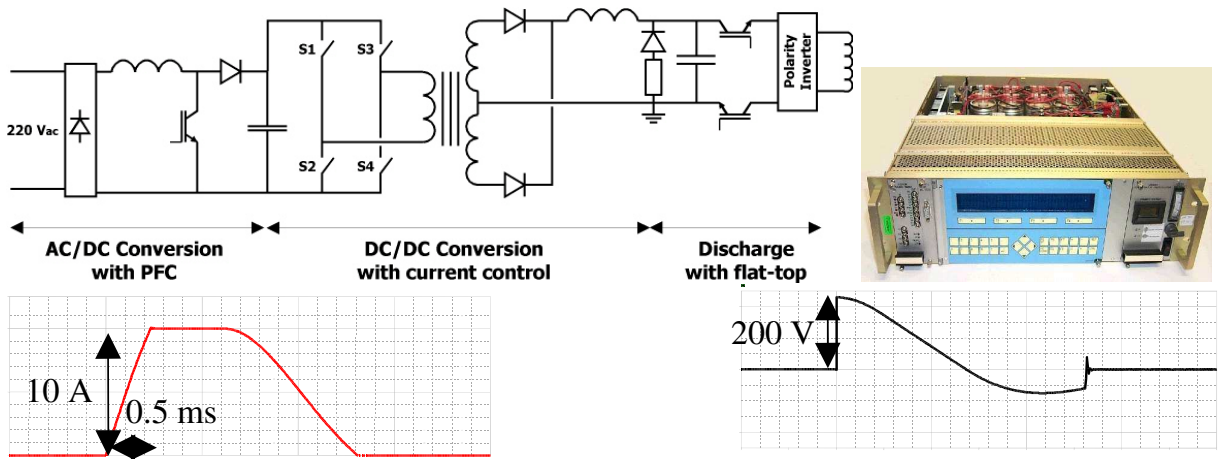 220 Vac
S1
S3
S2
S4
Polarity
Inverter
AC/DC Conversion
with PFC
DC/DC Conversion
with current control
Discharge
with flat-top
10 A
0.5 ms
200 V